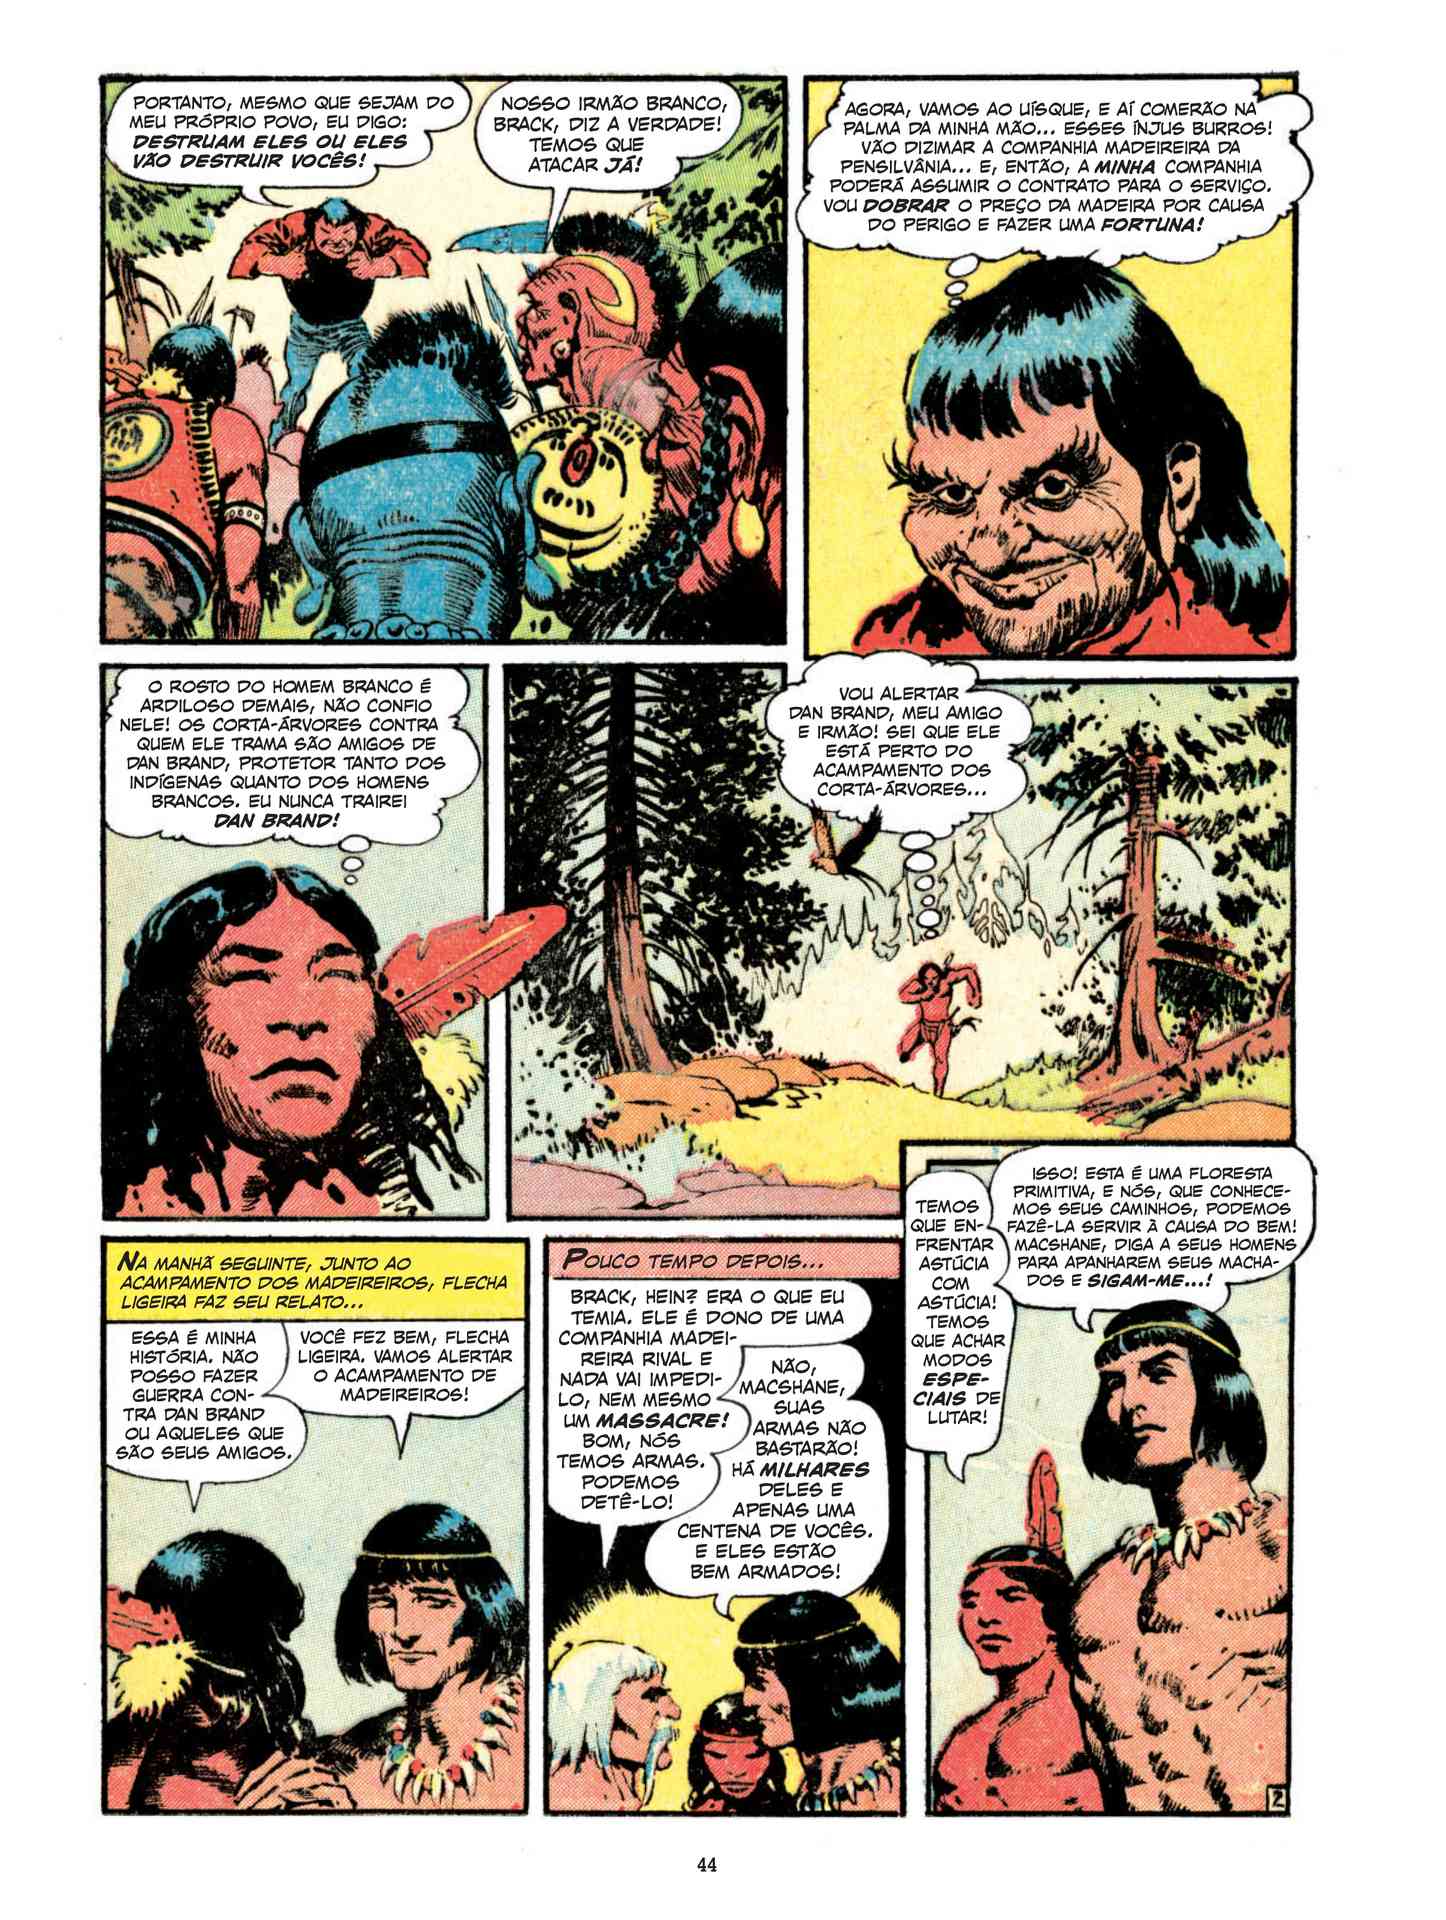 PORTANTO, MESMO QUE SEJAM DO
MEU PRÓPRIO POVO, EU DIGO:
DESTRUAM ELES OU ELES
VÃO DESTRUIR VOCÊS!
NOSSO IRMÃO BRANCO,
BRACK, DIZ A VERDADE!
TEMOS QUE
ATACAR JÁ!
AGORA, VAMOS AO UÍSQUE, E AÍ COMERÃO NA
PALMA DA MINHA MÃO... ESSES ÍNJUS BURROS!
VÃO DIZIMAR A COMPANHIA MADEIREIRA DA
PENSILVÂNIA... E, ENTÃO, A MINHA COMPANHIA
PODERÁ ASSUMIR O CONTRATO PARA O SERVIÇO.
VOU DOBRAR O PREÇO DA MADEIRA POR CAUSA
DO PERIGO E FAZER UMA FORTUNA!
O ROSTO DO HOMEM BRANCO É
ARDILOSO DEMAIS, NÃO CONFIO
NELE! OS CORTA-ÁRVORES CONTRA
QUEM ELE TRAMA SÃO AMIGOS DE
DAN BRAND, PROTETOR TANTO DOS
INDÍGENAS QUANTO DOS HOMENS
BRANCOS. EU NUNCA TRAIREI
DAN BRAND!
VOU ALERTAR
DAN BRAND, MEU AMIGO
E IRMÃO! SEI QUE ELE
ESTÁ PERTO DO
ACAMPAMENTO DOS
CORTA-ÁRVORES...
NA MANHÃ SEGUINTE, JUNTO AO
ACAMPAMENTO DOS MADEIREIROS, FLECHA
LIGEIRA FAZ SEU RELATO...
ESSA É MINHA
HISTÓRIA. NÃO
POSSO FAZER
GUERRA CON-
TRA DAN BRAND
OU AQUELES QUE
SÃO SEUS AMIGOS.
VOCÊ FEZ BEM, FLECHA
LIGEIRA. VAMOS ALERTAR
O ACAMPAMENTO DE
MADEIREIROS!
POUCO TEMPO DEPOIS...
BRACK, HEIN? ERA O QUE EU
TEMIA. ELE É DONO DE UMA
COMPANHIA MADEI-
REIRA RIVAL E
NADA VAI IMPEDI-
LO, NEM MESMO
UM MASSACRE!
BOM, NÓS
TEMOS ARMAS.
PODEMOS
DETÊ-LO!
NÃO,
MACSHANE,
SUAS
ARMAS NÃO
BASTARÃO!
HÁ MILHARES
DELES E
APENAS UMA
CENTENA DE VOCÊS.
E ELES ESTÃO
BEM ARMADOS!
TEMOS
QUE EN-
FRENTAR
ASTÚCIA
COM
ASTÚCIA!
TEMOS
QUE ACHAR
MODOS
ESPE-
CIAIS DE
LUTAR!
ISSO! ESTA É UMA FLORESTA
PRIMITIVA, E NÓS, QUE CONHECE-
MOS SEUS CAMINHOS, PODEMOS
FAZÊ-LA SERVIR À CAUSA DO BEM!
MACSHANE, DIGA A SEUS HOMENS
PARA APANHAREM SEUS MACHA-
DOS E SIGAM-ME...!
2
44